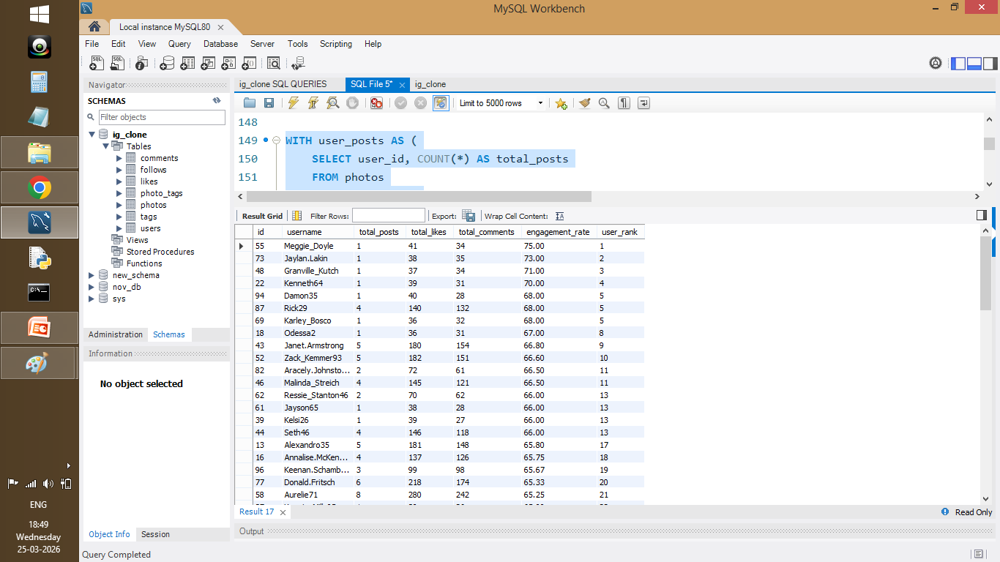 MySQL Workbench
Local instance MySQL80
File Edit View Query Database Server Tools Scripting Help
Navigator
SCHEMAS
Filter objects
ig_clone
Tables
comments
follows
likes
photo_tags
photos
tags
users
Views
Stored Procedures
Functions
new_schema
nov_db
sys
Administration Schemas
Information
No object selected
Object Info Session
Query Completed
ig_clone SQL QUERIES SQL File 5* ig_clone
Limit to 5000 rows
148
149 WITH user_posts AS (
150 SELECT user_id, COUNT(*) AS total_posts
151 FROM photos
Result Grid Filter Rows: Export: Wrap Cell Content:
id username total_posts total_likes total_comments engagement_rate user_rank
55 Meggie_Doyle 1 41 34 75.00 1
73 Jaylan.Lakin 1 38 35 73.00 2
48 Granville_Kutch 1 37 34 71.00 3
22 Kenneth64 1 39 31 70.00 4
94 Damon35 1 40 28 68.00 5
87 Rick29 4 140 132 68.00 5
69 Karley_Bosco 1 36 32 68.00 5
18 Odessa2 1 36 31 67.00 8
43 Janet.Armstrong 5 180 154 66.80 9
52 Zack_Kemmer93 5 182 151 66.60 10
82 Aracely.Johnsto... 2 72 61 66.50 11
46 Malinda_Streich 4 145 121 66.50 11
62 Ressie_Stanton46 2 70 62 66.00 13
61 Jayson65 1 38 28 66.00 13
39 Kelsi26 1 39 27 66.00 13
44 Seth46 4 146 118 66.00 13
13 Alexandro35 5 181 148 65.80 17
16 Annalise.McKen... 4 137 126 65.75 18
96 Keenan.Schamb... 3 99 98 65.67 19
77 Donald.Fritsch 6 218 174 65.33 20
58 Aurelie71 8 280 242 65.25 21
Result 17
Read Only
Output
ENG
18:49
Wednesday
25-03-2026